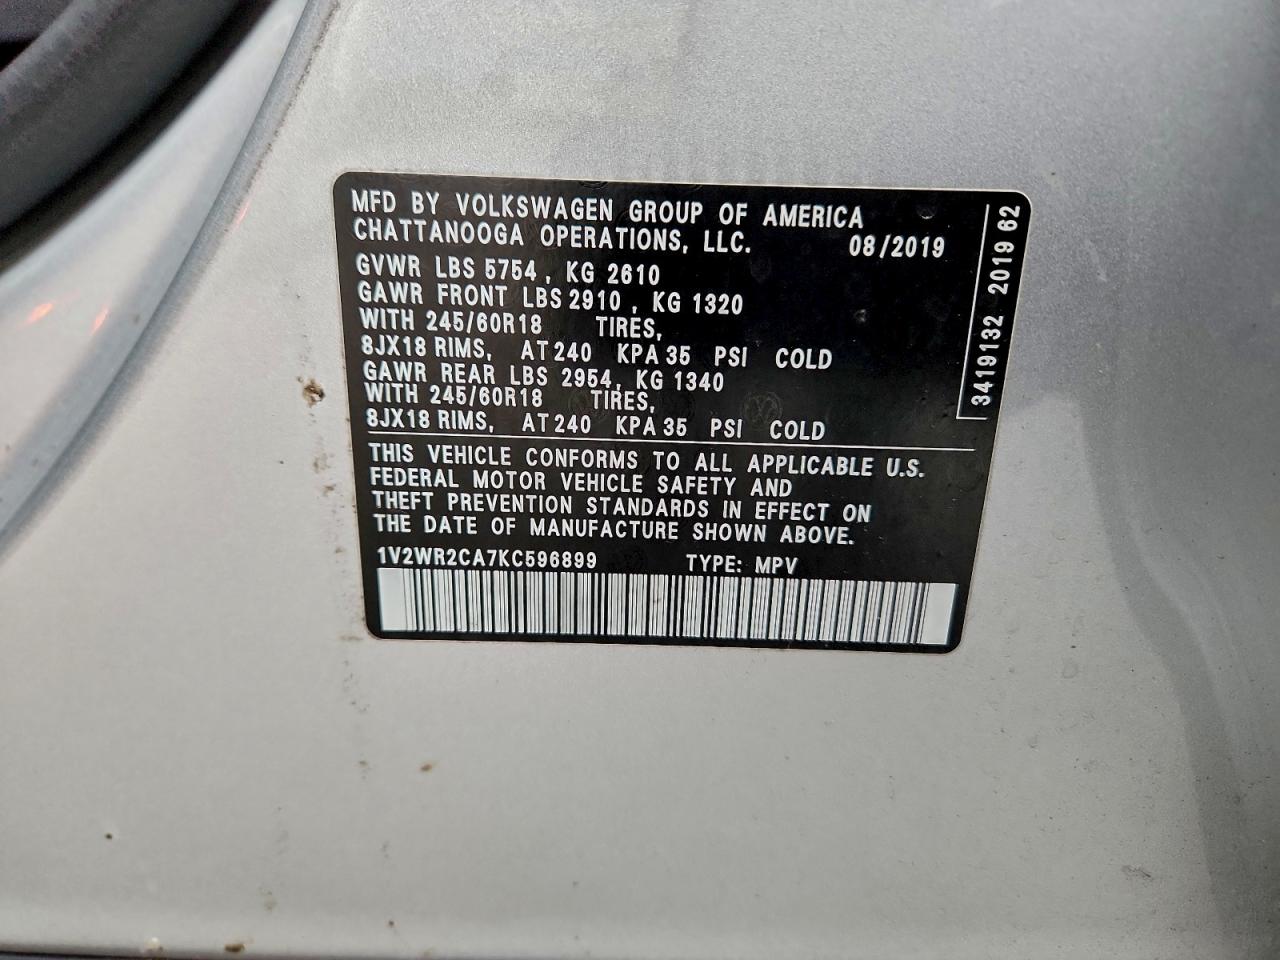 MFD BY VOLKSWAGEN GROUP OF AMERICA
CHATTANOOGA OPERATIONS, LLC. 08/2019
GVWR LBS 5754, KG 2610
GAWR FRONT LBS 2910, KG 1320
WITH 245/60R18 TIRES,
8JX18 RIMS, AT 240 KPA 35 PSI COLD
GAWR REAR LBS 2954, KG 1340
WITH 245/60R18 TIRES,
8JX18 RIMS, AT 240 KPA 35 PSI COLD
THIS VEHICLE CONFORMS TO ALL APPLICABLE U.S.
FEDERAL MOTOR VEHICLE SAFETY AND
THEFT PREVENTION STANDARDS IN EFFECT ON
THE DATE OF MANUFACTURE SHOWN ABOVE.
1V2WR2CA7KC596899 TYPE: MPV
3419132 2019 62